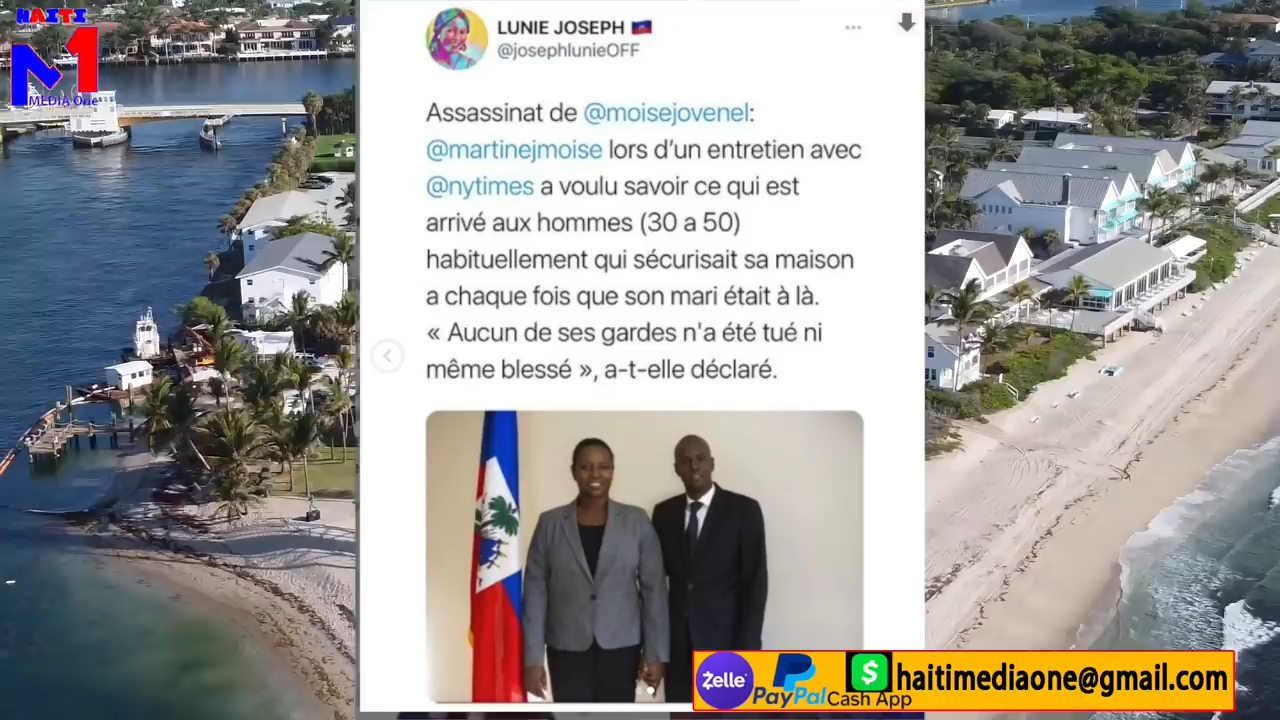 HAITI
M1
MEDIA One
LUNIE JOSEPH
@josephlunieOFF
Assassinat de @moisejovenel:
@martinejmoise lors d’un entretien avec
@nytimes a voulu savoir ce qui est
arrivé aux hommes (30 a 50)
habituellement qui sécurisait sa maison
a chaque fois que son mari était à là.
« Aucun de ses gardes n'a été tué ni
même blessé », a-t-elle déclaré.
Zelle
PayPal
$
Cash App
haitimediaone@gmail.com